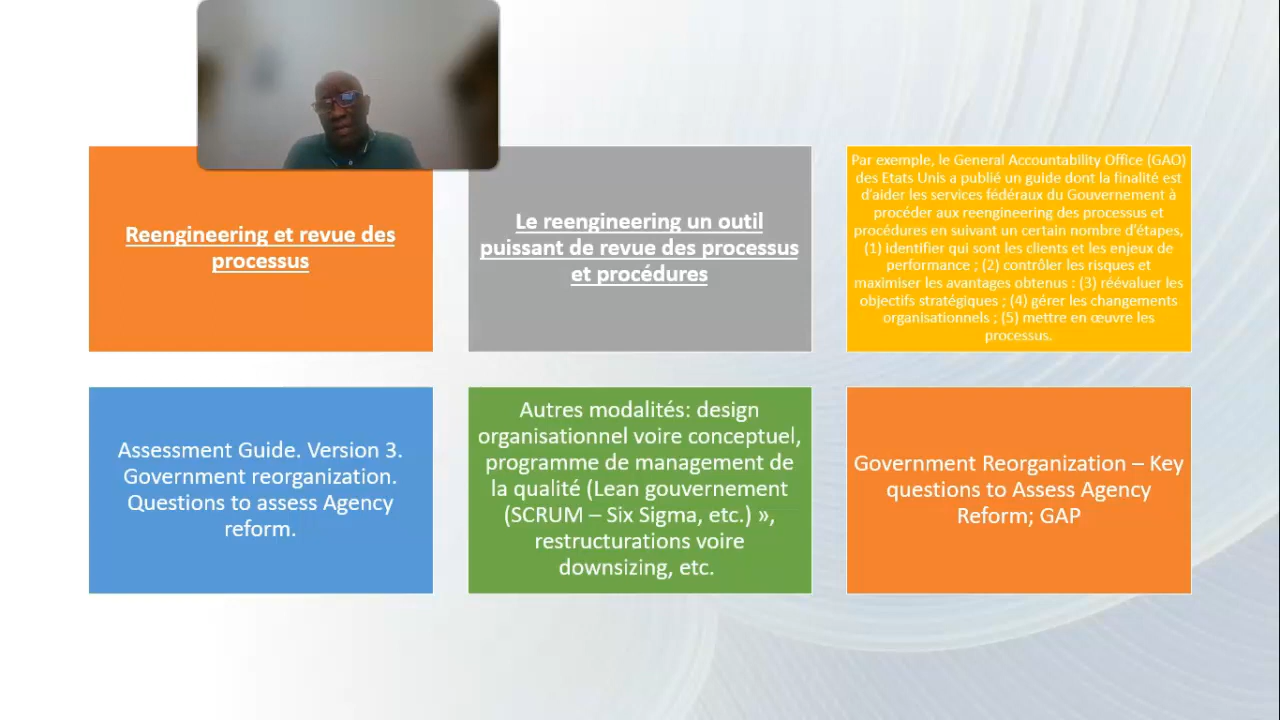 Reengineering et revue des
processus
Le reengineering un outil
puissant de revue des processus
et procédures
Par exemple, le General Accountability Office (GAO)
des Etats Unis a publié un guide dont la finalité est
d'aider les services fédéraux du Gouvernement à
procéder aux reengineering des processus et
procédures en suivant un certain nombre d'étapes,
(1) identifier qui sont les clients et les enjeux de
performance ; (2) contrôler les risques et
maximiser les avantages obtenus : (3) réévaluer les
objectifs stratégiques ; (4) gérer les changements
organisationnels ; (5) mettre en œuvre les
processus.
Assessment Guide. Version 3.
Government reorganization.
Questions to assess Agency
reform.
Autres modalités: design
organisationnel voire conceptuel,
programme de management de
la qualité (Lean gouvernement
(SCRUM – Six Sigma, etc.) »,
restructurations voire
downsizing, etc.
Government Reorganization – Key
questions to Assess Agency
Reform; GAP